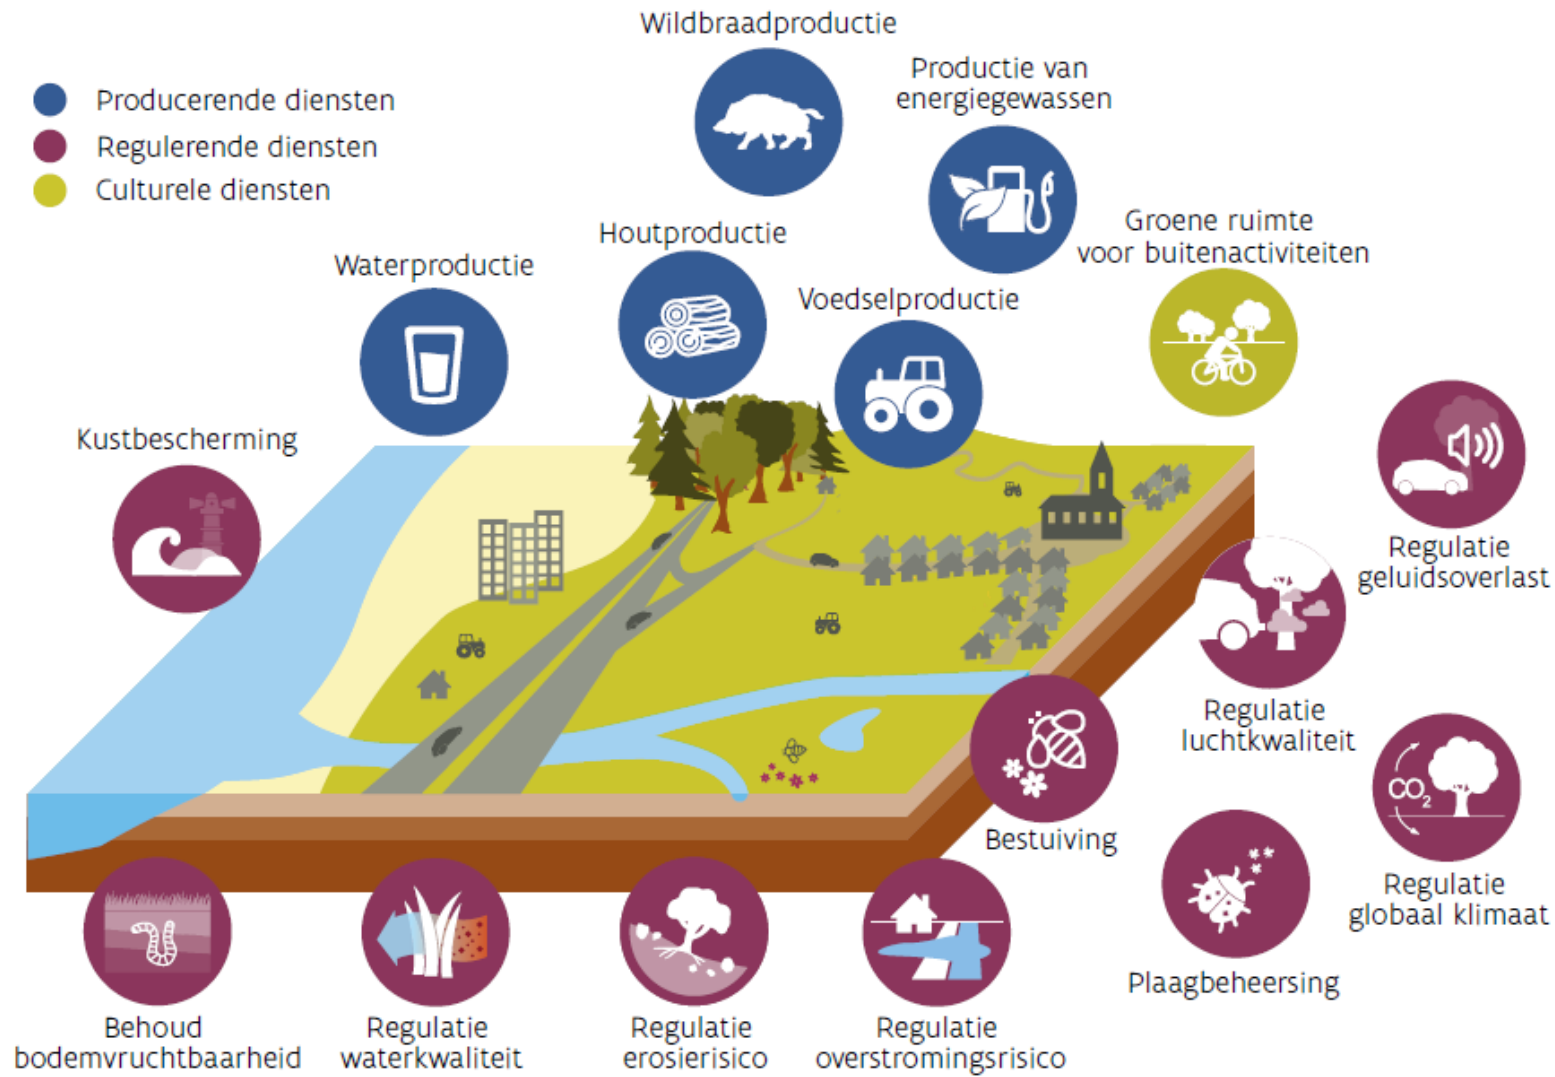 Wildbraadproductie
Productie van
energiegewassen
Producerende diensten
Regulerende diensten
Culturele diensten
Groene ruimte
voor buitenactiviteiten
Houtproductie
Waterproductie
Voedselproductie
Kustbescherming
Regulatie
geluidsoverlast
Regulatie
luchtkwaliteit
CO2
Bestuiving
Regulatie
globaal klimaat
Plaagbeheersing
Behoud
bodemvruchtbaarheid
Regulatie
waterkwaliteit
Regulatie
erosierisico
Regulatie
overstromingsrisico